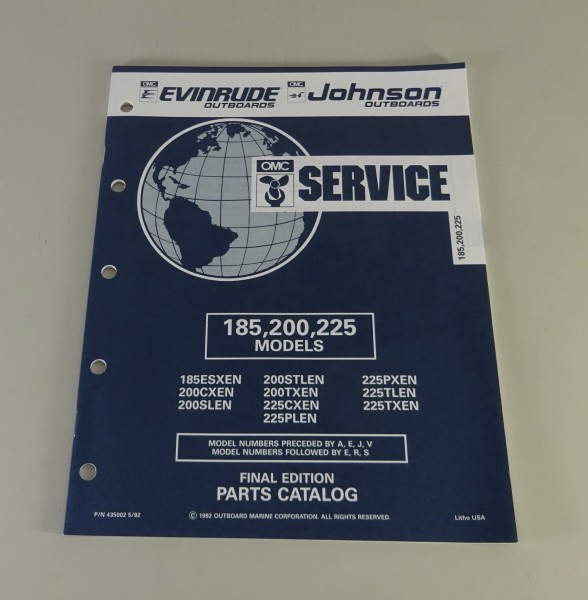 OMC OMC
EVINRUDE Johnson
OUTBOARDS OUTBOARDS
OMC
SERVICE
185,200,225
185,200,225
MODELS
185ESXEN 200STLEN 225PXEN
200CXEN 200TXEN 225TLEN
200SLEN 225CXEN 225TXEN
225PLEN
MODEL NUMBERS PRECEDED BY A, E, J, V
MODEL NUMBERS FOLLOWED BY E, R, S
FINAL EDITION
PARTS CATALOG
P/N 435002 5/92 © 1992 OUTBOARD MARINE CORPORATION. ALL RIGHTS RESERVED. Litho USA